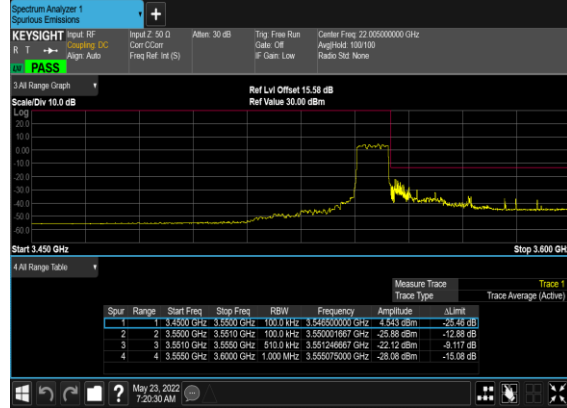 Spectrum Analyzer 1
Spurious Emissions
+
KEYSIGHT Input: RF Input Z: 50 Ω Atten: 30 dB Trig: Free Run Center Freq: 22.005000000 GHz
R T Coupling: DC Corr CCorr Gate: Off Avg|Hold: 100/100
Align: Auto Freq Ref: Int (S) IF Gain: Low Radio Std: None
PASS
3 All Range Graph
Ref Lvl Offset 15.58 dB
Scale/Div 10.0 dB Ref Value 30.00 dBm
Log
20.0
10.0
0.00
-10.0
-20.0
-30.0
-40.0
-50.0
-60.0
Start 3.450 GHz Stop 3.600 GH
4 All Range Table
Measure Trace Trace 1
Trace Type Trace Average (Active)
Spur Range Start Freq Stop Freq RBW Frequency Amplitude ΔLimit
1 1 3.4500 GHz 3.5500 GHz 100.0 kHz 3.546500000 GHz 4.543 dBm -25.46 dB
2 2 3.5500 GHz 3.5510 GHz 100.0 kHz 3.550001667 GHz -25.88 dBm -12.88 dB
3 3 3.5510 GHz 3.5550 GHz 510.0 kHz 3.551246667 GHz -22.12 dBm -9.117 dB
4 4 3.5550 GHz 3.6000 GHz 1.000 MHz 3.555075000 GHz -28.08 dBm -15.08 dB
? May 23, 2022
7:20:30 AM